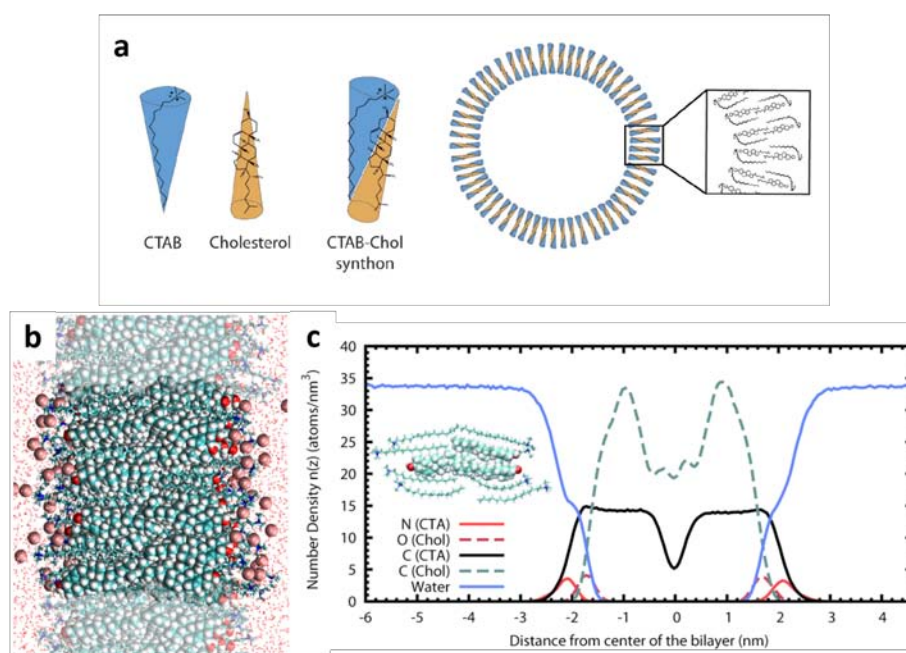 a
CTAB
Cholesterol
CTAB-Chol
synthon
b
c
Number Density n(z) (atoms/nm³)
40
35
30
25
20
15
10
5
0
N (CTA)
O (Chol)
C (CTA)
C (Chol)
Water
-6 -5 -4 -3 -2 -1 0 1 2 3 4
Distance from center of the bilayer (nm)